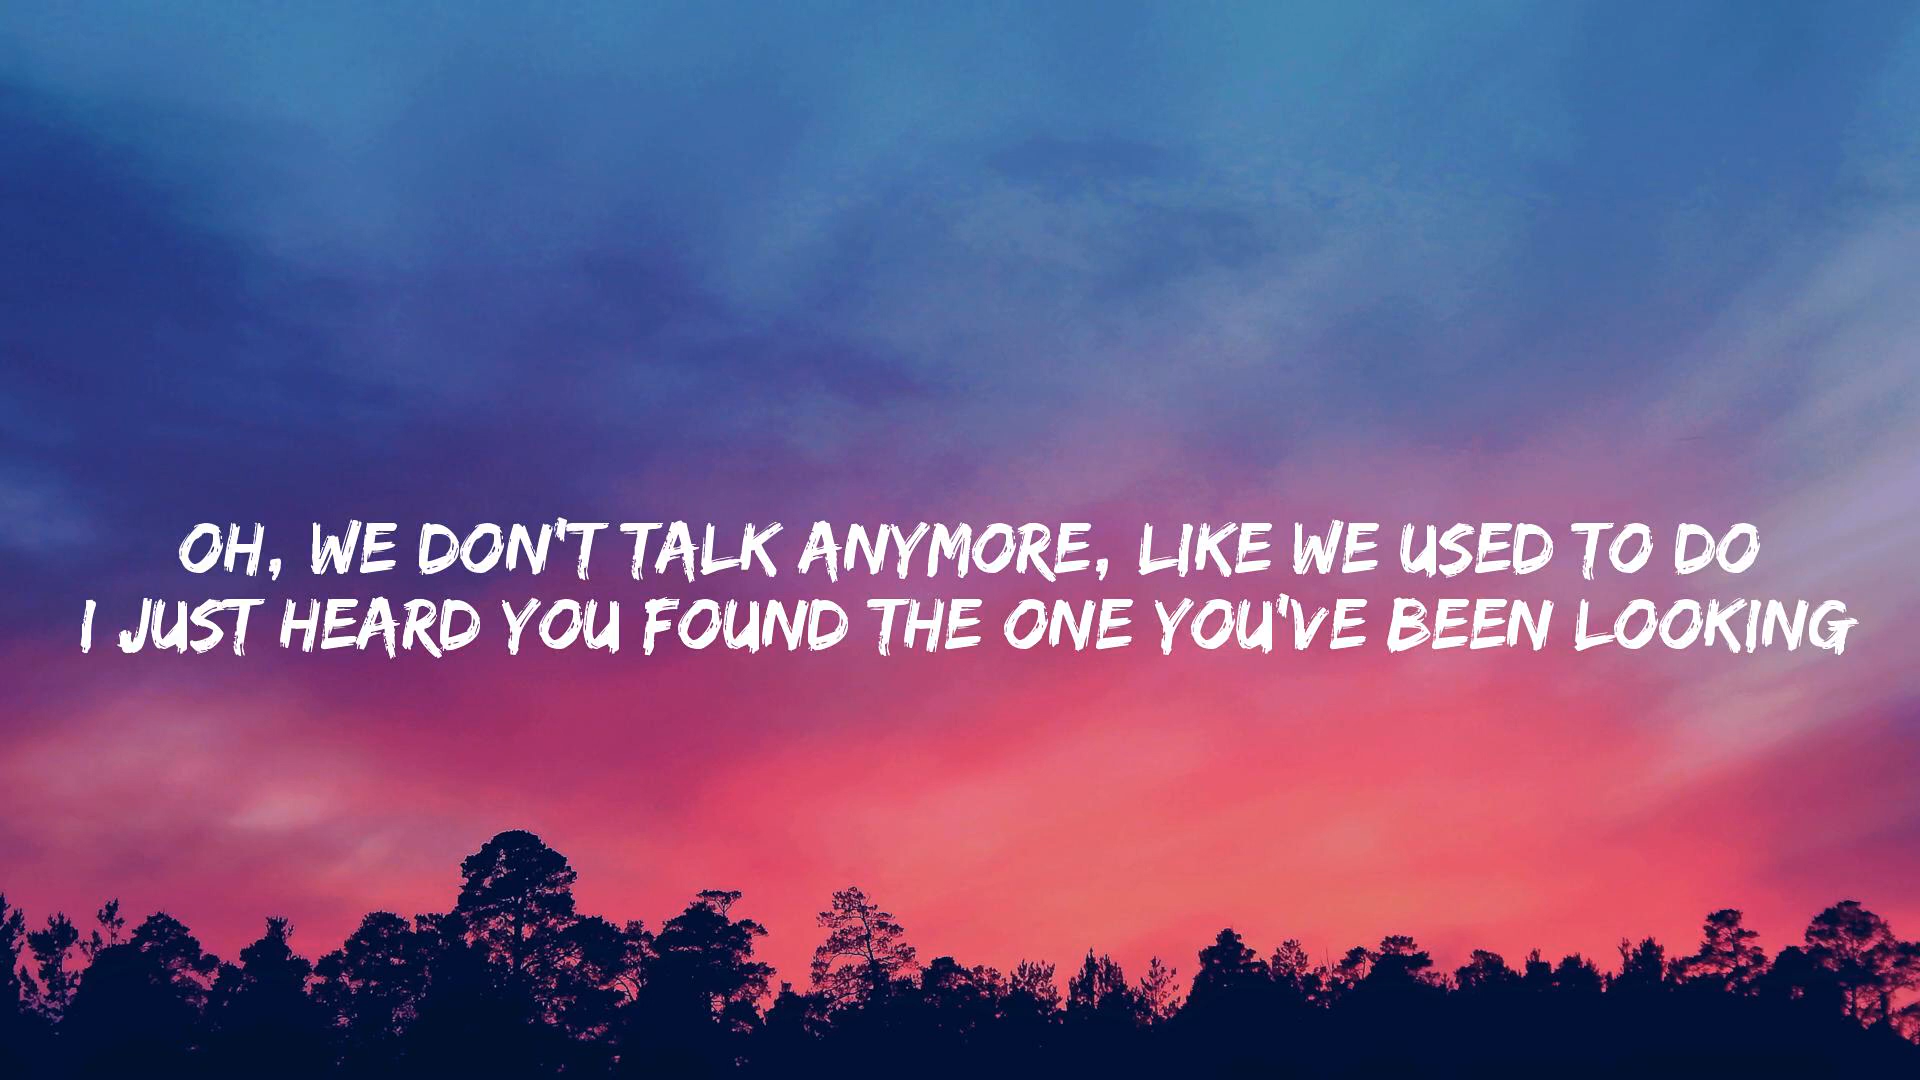 OH, WE DON'T TALK ANYMORE, LIKE WE USED TO DO
I JUST HEARD YOU FOUND THE ONE YOU'VE BEEN LOOKING